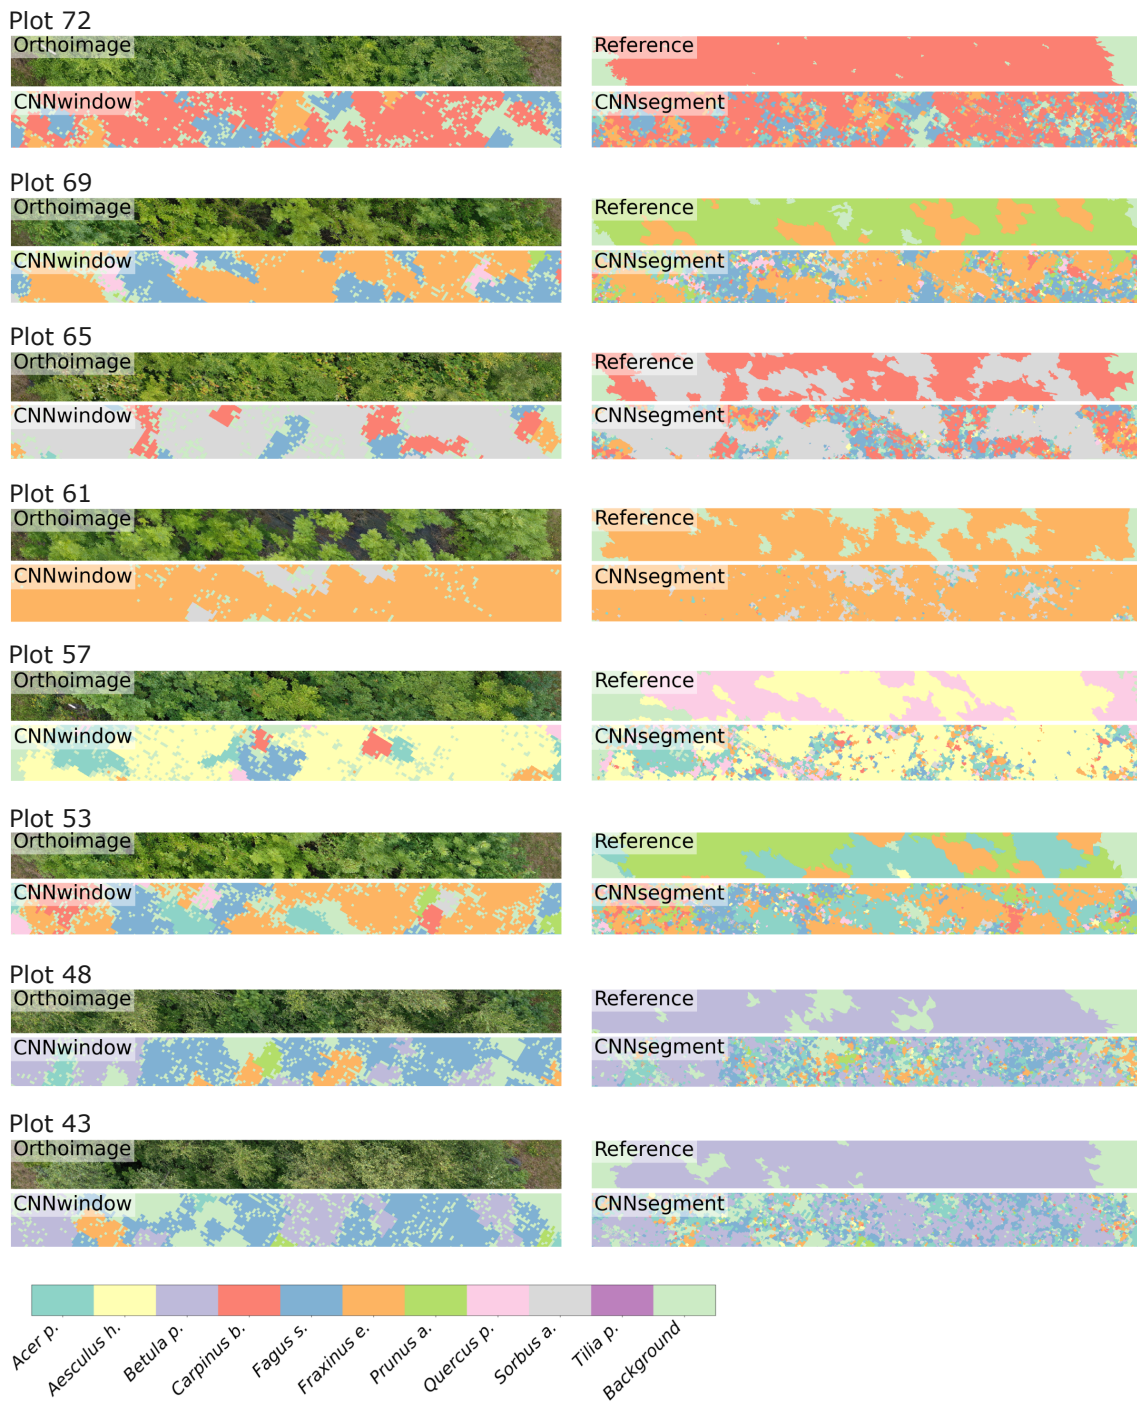 Plot 72
Orthoimage
Reference
CNNwindow
CNNsegment
Plot 69
Orthoimage
Reference
CNNwindow
CNNsegment
Plot 65
Orthoimage
Reference
CNNwindow
CNNsegment
Plot 61
Orthoimage
Reference
CNNwindow
CNNsegment
Plot 57
Orthoimage
Reference
CNNwindow
CNNsegment
Plot 53
Orthoimage
Reference
CNNwindow
CNNsegment
Plot 48
Orthoimage
Reference
CNNwindow
CNNsegment
Plot 43
Orthoimage
Reference
CNNwindow
CNNsegment
Acer p.
Aesculus h.
Betula p.
Carpinus b.
Fagus s.
Fraxinus e.
Prunus a.
Quercus p.
Sorbus a.
Tilia p.
Background